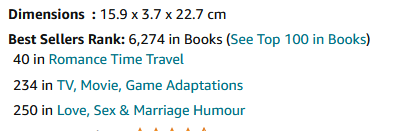 Dimensions : 15.9 x 3.7 x 22.7 cm
Best Sellers Rank: 6,274 in Books (See Top 100 in Books)
40 in Romance Time Travel
234 in TV, Movie, Game Adaptations
250 in Love, Sex & Marriage Humour